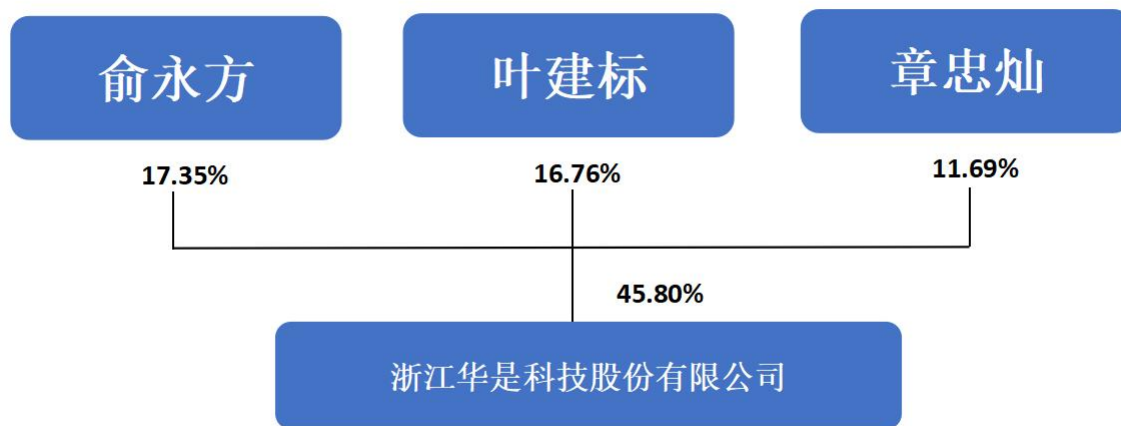 俞永方
叶建标
章忠灿
17.35%
16.76%
11.69%
45.80%
浙江华是科技股份有限公司